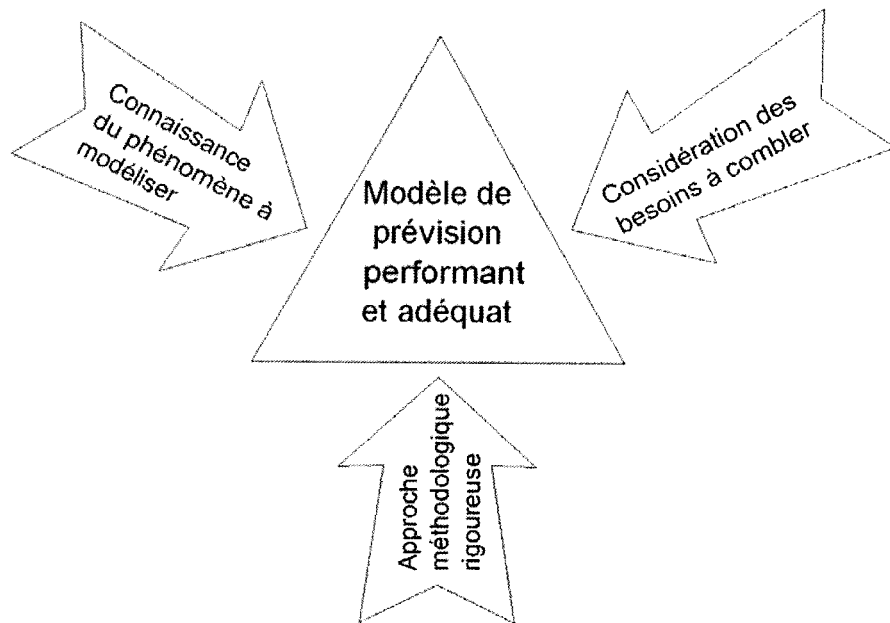 Connaissance
du phénomène à
modéliser
Considération des
besoins à combler
Modèle de
prévision
performant
et adéquat
Approche
méthodologique
rigoureuse